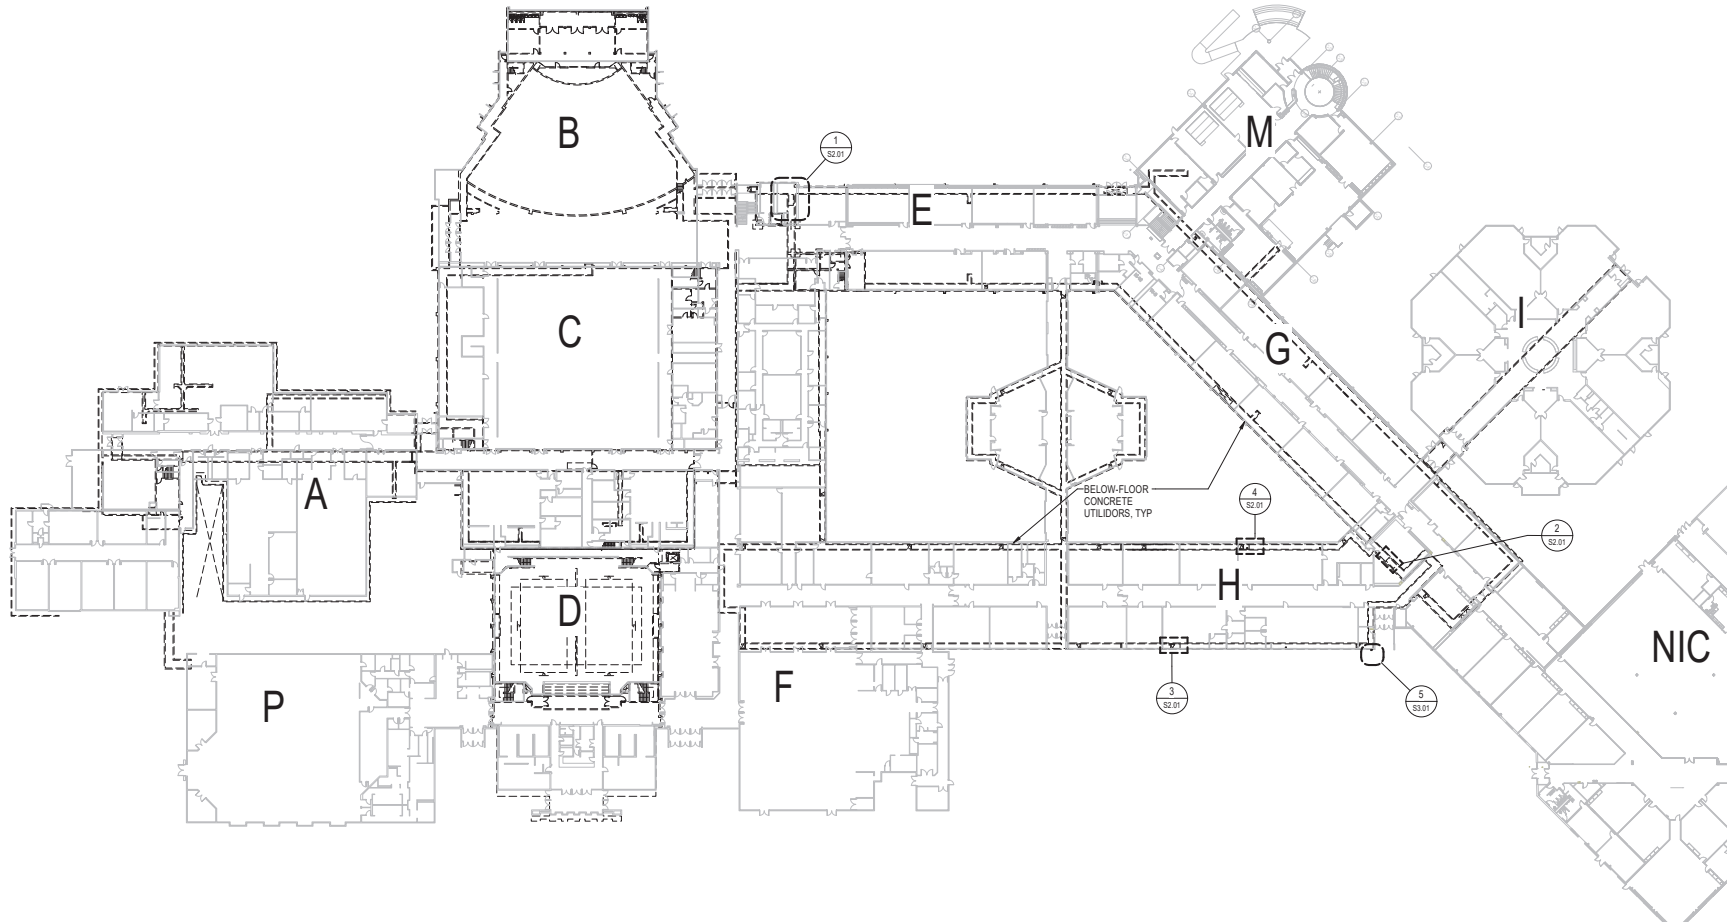 B
M
1
S2.01
E
I
C
G
A
BELOW-FLOOR
CONCRETE
UTILIDORS, TYP
4
S2.01
2
S2.01
D
H
NIC
P
F
3
S2.01
5
S3.01